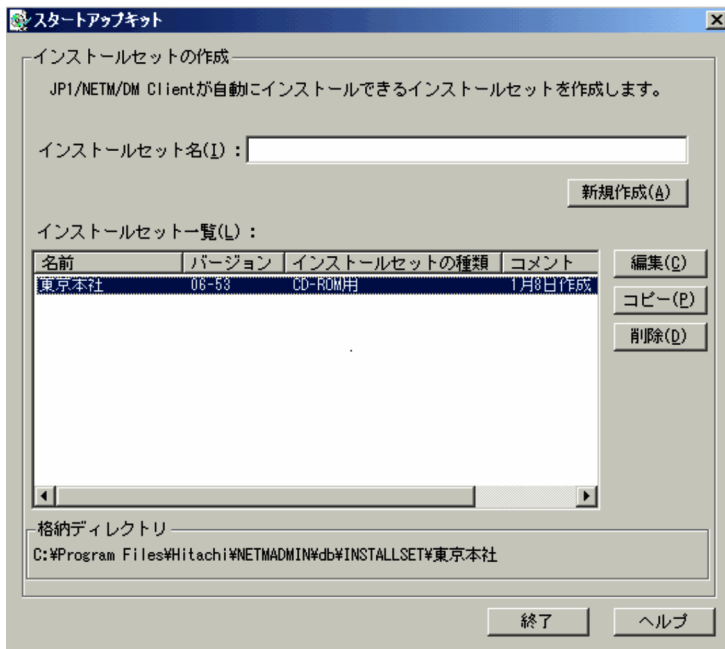 スタートアップキット
インストールセットの作成
JP1/NETM/DM Clientが自動にインストールできるインストールセットを作成します。
インストールセット名(I)：
新規作成(A)
インストールセット一覧(L)：
名前 バージョン インストールセットの種類 コメント
東京本社 06-53 CD-ROM用 1月8日作成
編集(C)
コピー(P)
削除(D)
格納ディレクトリ
C:¥Program Files¥Hitachi¥NETMADMIN¥db¥INSTALLSET¥東京本社
終了 ヘルプ